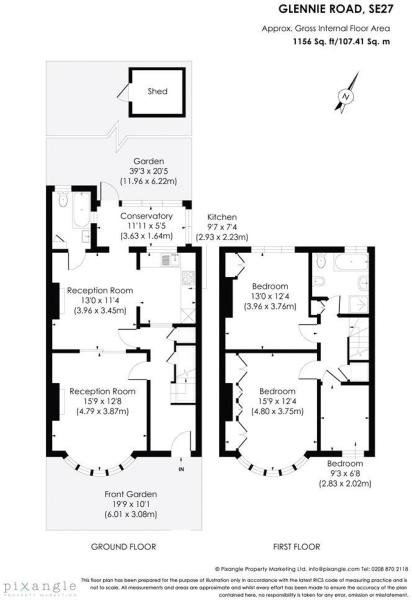 GLENNIE ROAD, SE27
Approx. Gross Internal Floor Area
1156 Sq. ft/107.41 Sq. m
N
Shed
Garden
39'3 x 20'5
(11.96 x 6.22m)
Conservatory
11'11 x 5'5
(3.63 x 1.64m)
Kitchen
9'7 x 7'4
(2.93 x 2.23m)
Reception Room
13'0 x 11'4
(3.96 x 3.45m)
Bedroom
13'0 x 12'4
(3.96 x 3.76m)
Reception Room
15'9 x 12'8
(4.79 x 3.87m)
Bedroom
15'9 x 12'4
(4.80 x 3.75m)
IN
Bedroom
9'3 x 6'8
(2.83 x 2.02m)
Front Garden
19'9 x 10'1
(6.01 x 3.08m)
GROUND FLOOR
FIRST FLOOR
© Pixangle Property Marketing Ltd. info@pixangle.com Tel: 0208 870 2118
pixangle
PROPERTY MARKETING
This floor plan has been prepared for the purpose of illustration only in accordance with the latest RICS code of measuring practice and is
not to scale. All measurements and areas are approximate and whilst every effort has been made to ensure the accuracy of the plan
contained here, no responsibility is taken for any error, omission or misstatement.